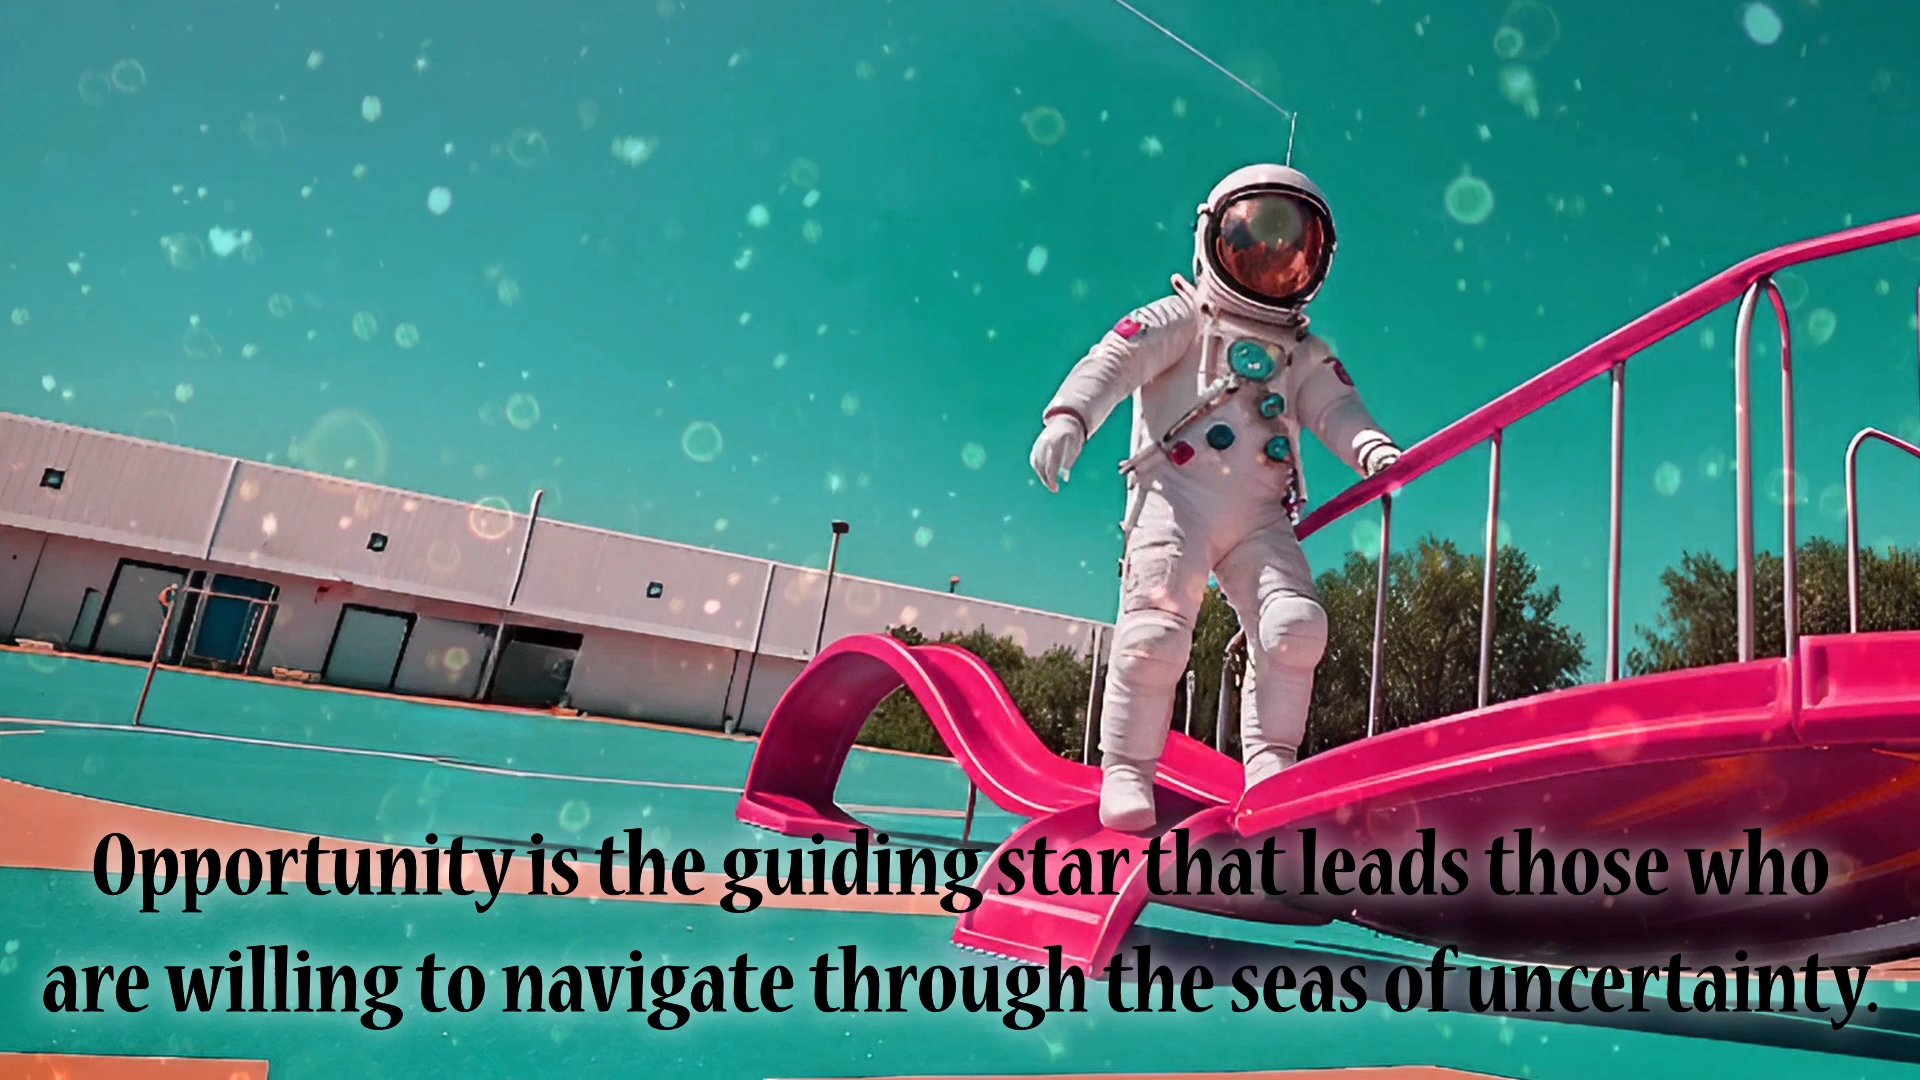 Opportunity is the guiding star that leads those who
are willing to navigate through the seas of uncertainty.